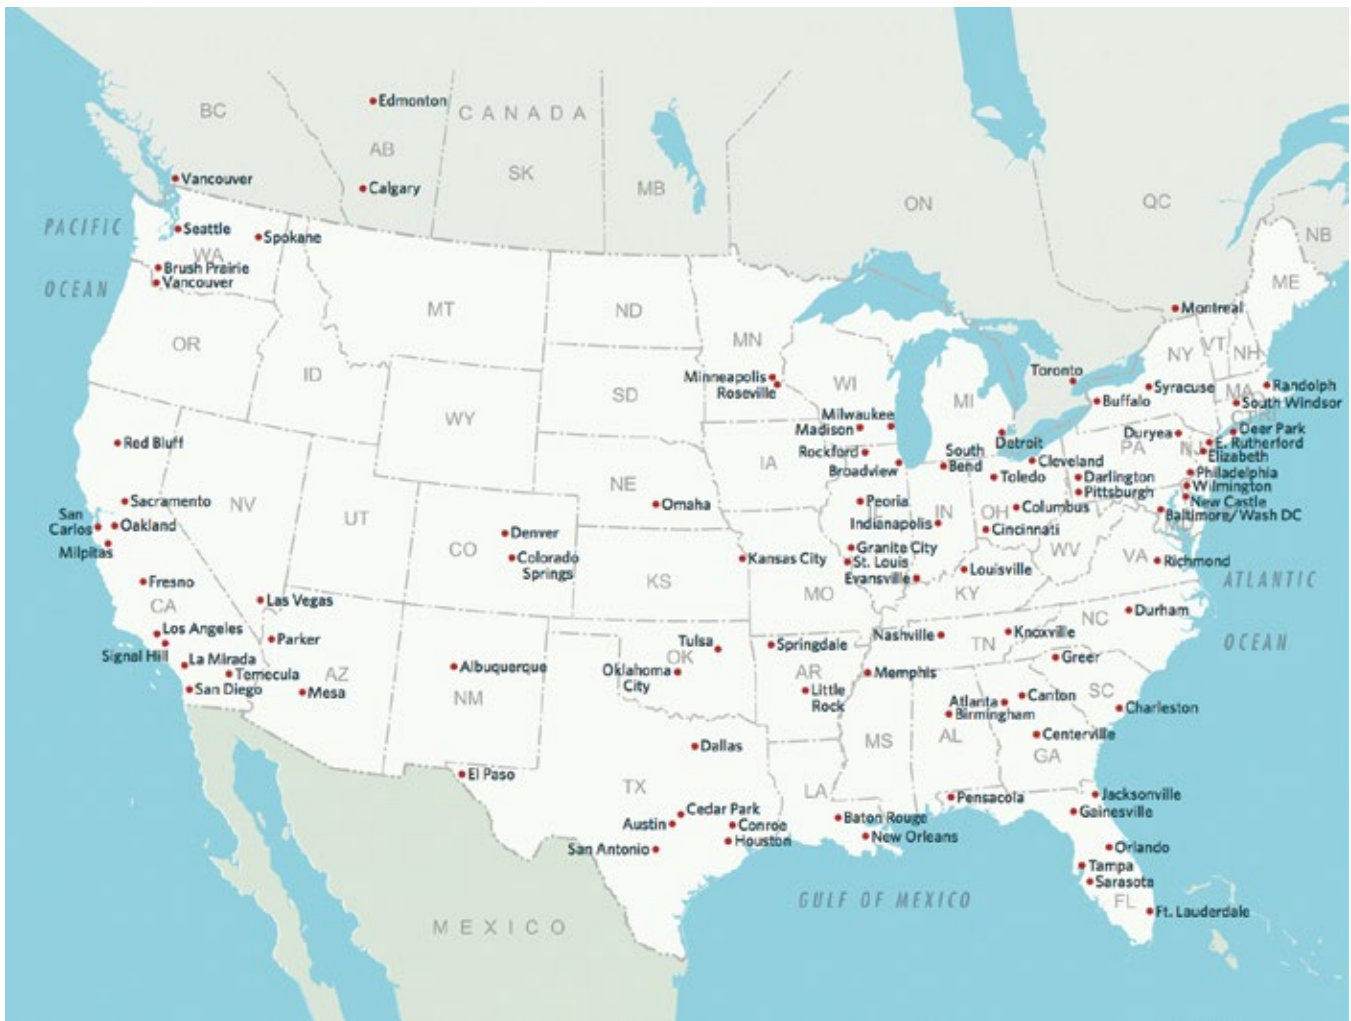 Edmonton
CANADA
BC
AB
SK
MB
ON
QC
NB
Vancouver
Calgary
PACIFIC
OCEAN
Seattle
Spokane
WA
Brush Prairie
Vancouver
MT
ND
MN
ME
Montreal
OR
ID
SD
WI
MI
NY
VT
NH
Minneapolis
Roseville
Toronto
Syracuse
Buffalo
MA
Randolph
South Windsor
CT
WY
Milwaukee
Madison
Detroit
Duryea
Deer Park
E. Rutherford
Elizabeth
PA
NJ
Red Bluff
Rockford
Broadview
South
Bend
Cleveland
Toledo
Darlington
Pittsburgh
Philadelphia
Wilmington
New Castle
Baltimore/Wash DC
IA
NE
Omaha
Peoria
IN
Indianapolis
OH
Columbus
Cincinnati
Sacramento
NV
UT
San
Carlos
Oakland
Milpitas
Denver
CO
Colorado
Springs
KS
Kansas City
Granite City
St. Louis
Evansville
Louisville
WV
VA
Richmond
ATLANTIC
OCEAN
Fresno
CA
Las Vegas
MO
KY
NC
Durham
Los Angeles
Signal Hill
Parker
La Mirada
Temecula
San Diego
AZ
Mesa
Albuquerque
NM
Tulsa
OK
Oklahoma
City
Springdale
AR
Little
Rock
Nashville
Knoxville
TN
Memphis
Greer
SC
Charleston
Atlanta
Canton
Birmingham
Centerville
MS
AL
GA
Dallas
El Paso
TX
LA
Cedar Park
Austin
Conroe
Houston
San Antonio
Baton Rouge
New Orleans
Pensacola
Jacksonville
Gainesville
Orlando
Tampa
Sarasota
FL
Ft. Lauderdale
GULF OF MEXICO
MEXICO